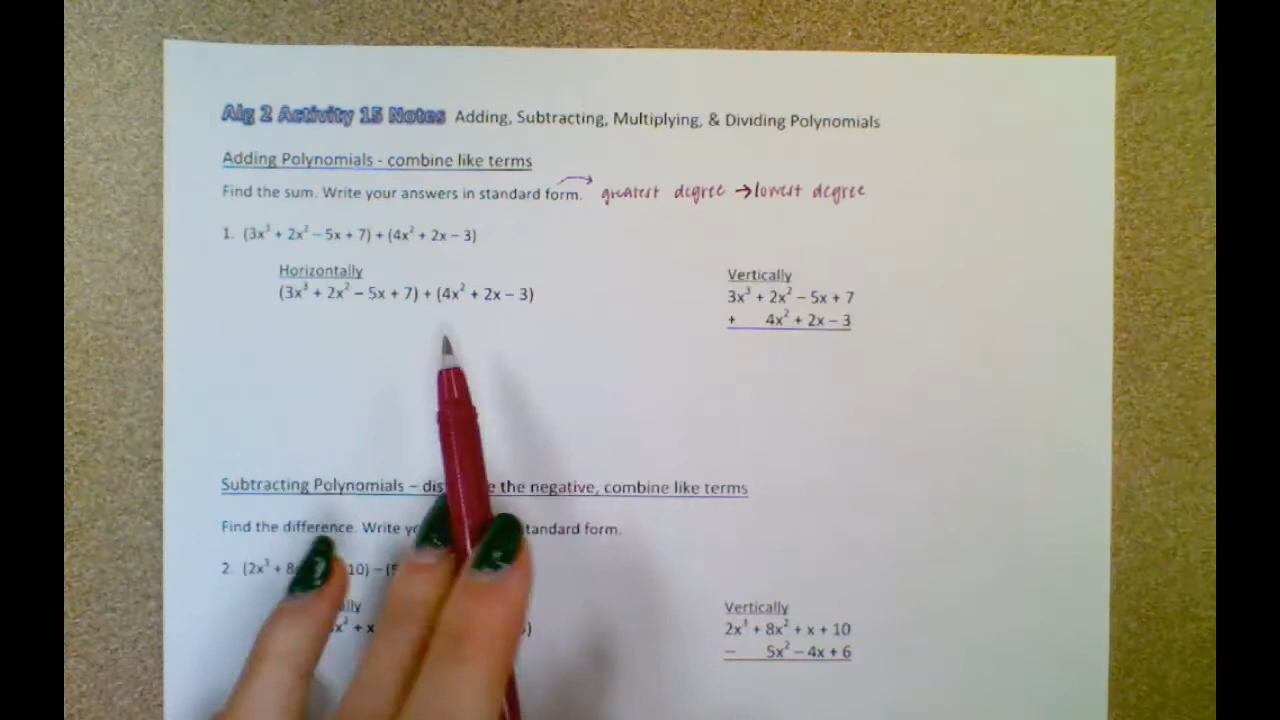 Alg 2 Activity 15 Notes Adding, Subtracting, Multiplying, & Dividing Polynomials
Adding Polynomials - combine like terms
Find the sum. Write your answers in standard form. greatest degree → lowest degree
1. (3x³ + 2x² – 5x + 7) + (4x² + 2x – 3)
Horizontally
(3x³ + 2x² – 5x + 7) + (4x² + 2x – 3)
Vertically
3x³ + 2x² – 5x + 7
+ 4x² + 2x – 3
Subtracting Polynomials – the negative, combine like terms
Find the difference. Write standard form.
2. (2x³ + 8 10) – (
x² + x )
Vertically
2x³ + 8x² + x + 10
– 5x² – 4x + 6